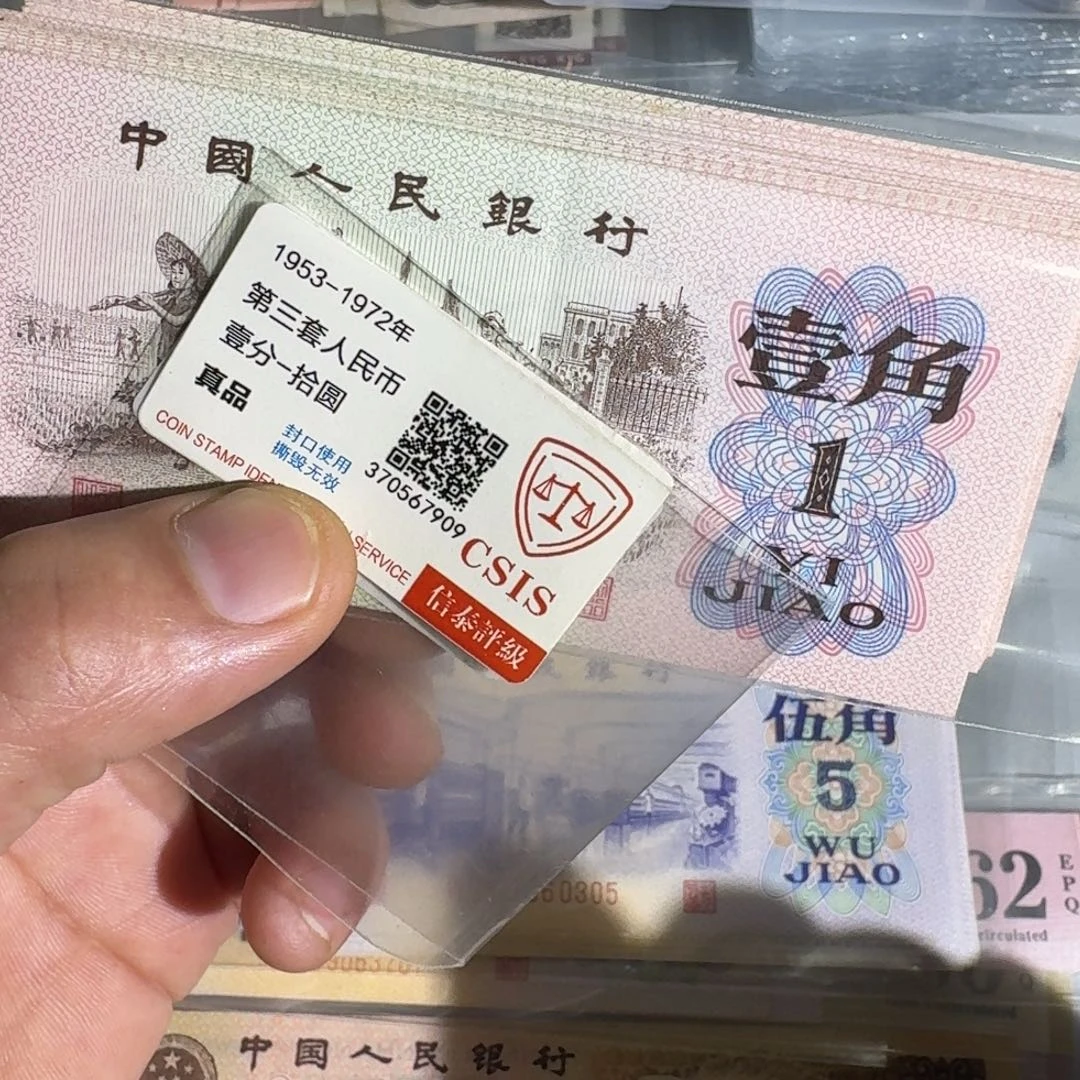 中國人民銀行
壹角
1
YI
JIAO
1953-1972年
第三套人民币
壹分-拾圆
真品
封口使用
撕毁无效
370567909
COIN STAMP
SERVICE
CSIS
信泰評級
伍角
5
WU
JIAO
60305
62
EPQ
中国人民银行